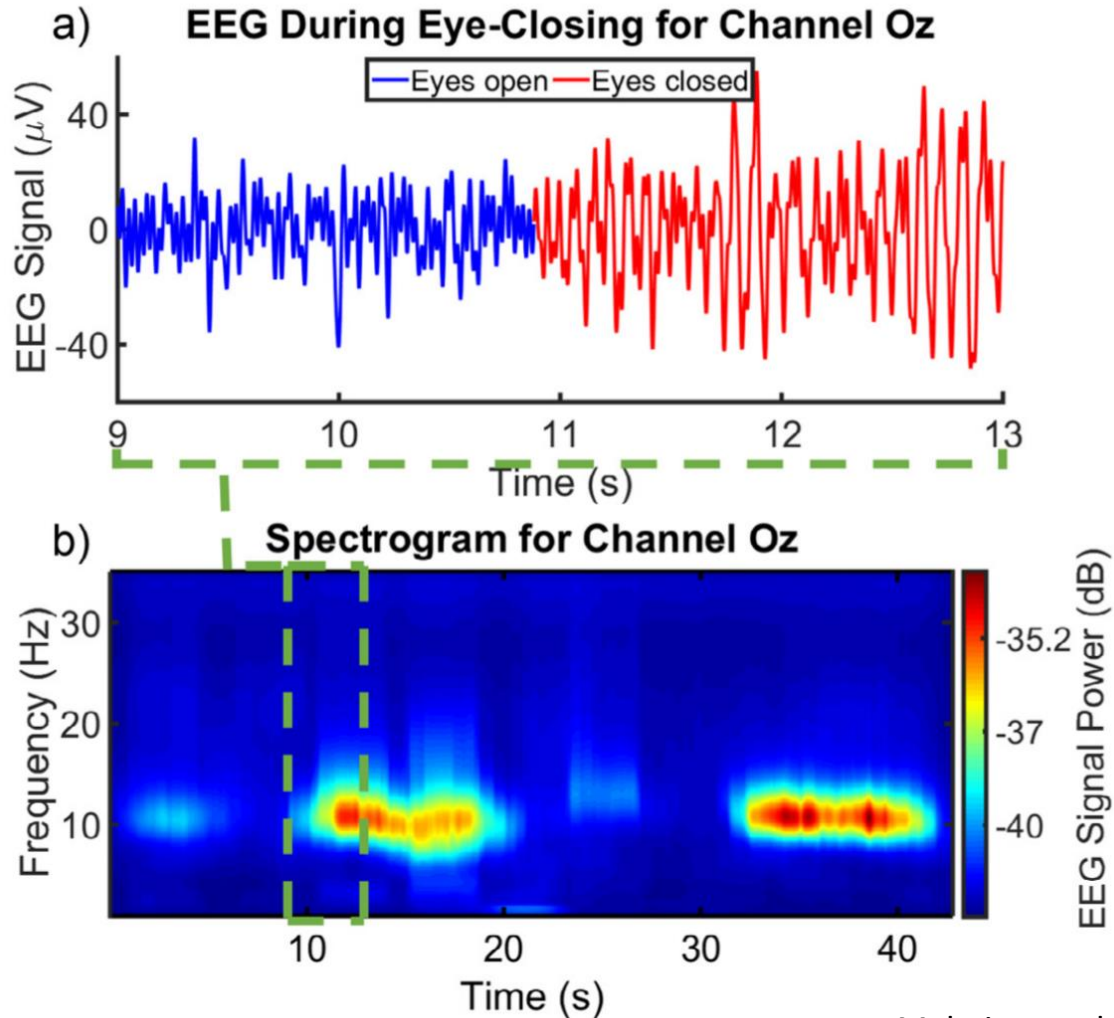 a)
EEG During Eye-Closing for Channel Oz
Eyes open Eyes closed
EEG Signal (μV)
40
0
-40
9 10 11 12 13
Time (s)
b)
Spectrogram for Channel Oz
Frequency (Hz)
30
20
10
10 20 30 40
Time (s)
-35.2
-37
-40
EEG Signal Power (dB)